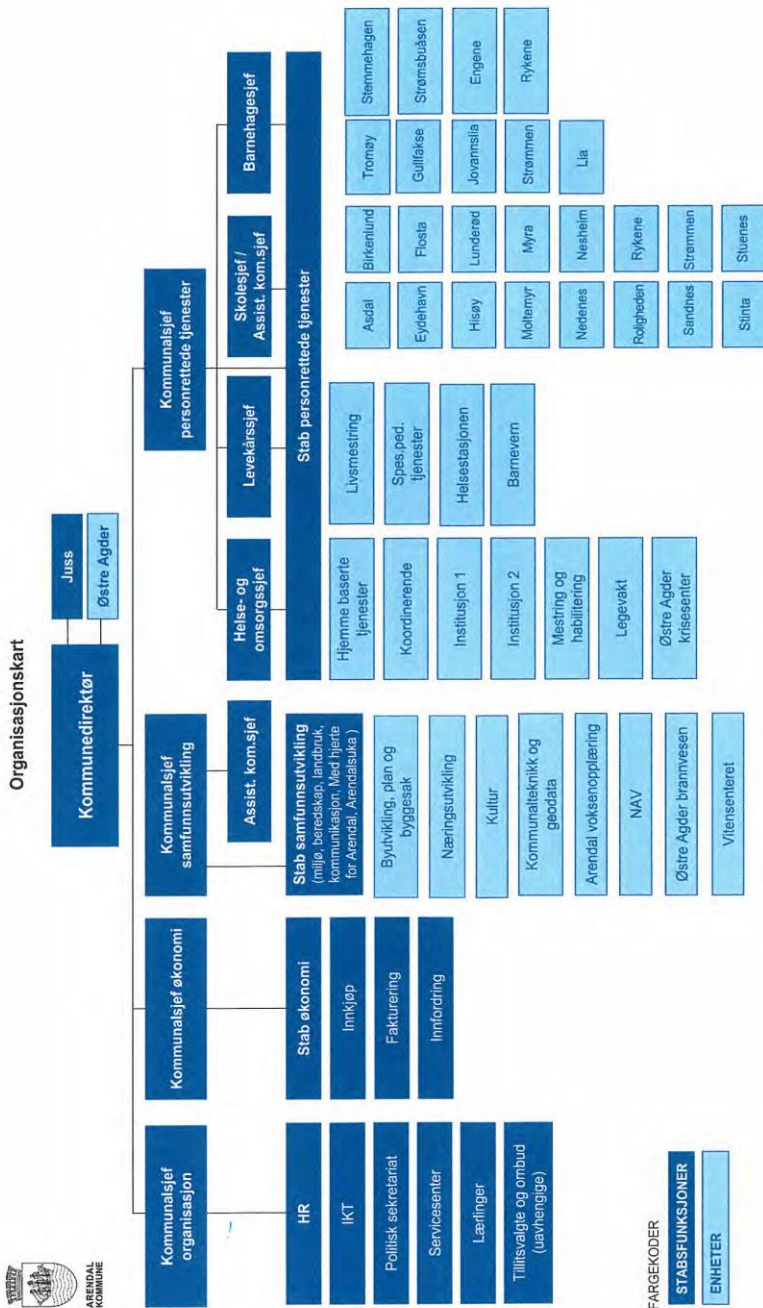 ARENDAL
KOMMUNE
Organisasjonskart
Kommunedirektør
Juss
Østre Agder
Kommunalsjef
organisasjon
HR
IKT
Politisk sekretariat
Servicesenter
Lærlinger
Tillitsvalgte og ombud
(uavhengige)
Kommunalsjef økonomi
Stab økonomi
Innkjøp
Fakturering
Innfordring
Kommunalsjef
samfunnsutvikling
Assist. kom.sjef
Stab samfunnsutvikling
(miljø, beredskap, landbruk,
kommunikasjon, Med hjerte
for Arendal, Arendalsuka )
Byutvikling, plan og
byggesak
Næringsutvikling
Kultur
Kommunalteknikk og
geodata
Arendal voksenopplæring
NAV
Østre Agder brannvesen
Vitensenteret
Kommunalsjef
personrettede tjenester
Helse- og
omsorgssjef
Levekårssjef
Skolesjef /
Assist. kom.sjef
Barnehagesjef
Stab personrettede tjenester
Hjemme baserte
tjenester
Koordinerende
Institusjon 1
Institusjon 2
Mestring og
habilitering
Legevakt
Østre Agder
krisesenter
Livsmestring
Spes.ped.
tjenester
Helsestasjonen
Barnevern
Asdal
Eydehavn
Hisøy
Moltemyr
Nedenes
Roligheden
Sandnes
Stinta
Birkenlund
Flosta
Lunderød
Myra
Nesheim
Rykene
Strømmen
Stuenes
Tromøy
Gullfakse
Jovannslia
Strømmen
Lia
Stemmehagen
Strømsbuåsen
Engene
Rykene
FARGEKODER
STABSFUNKSJONER
ENHETER